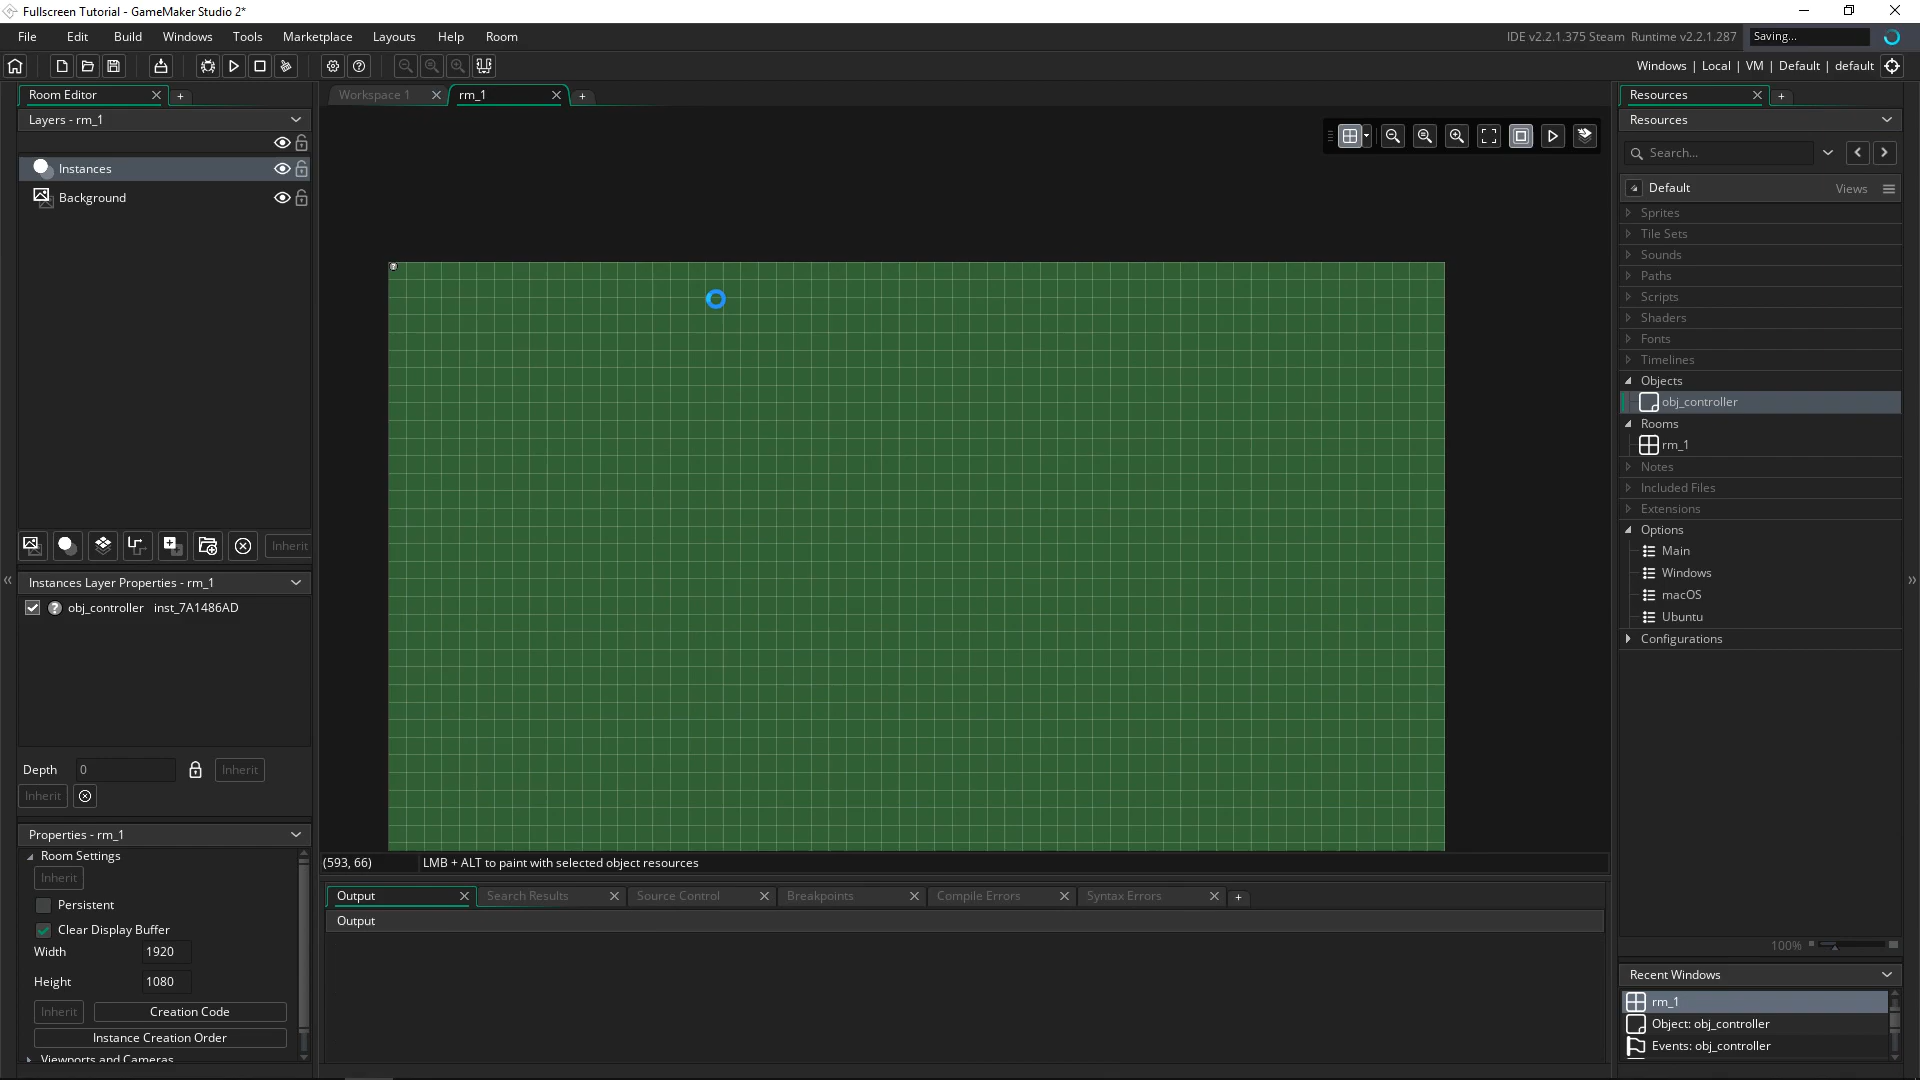 Fullscreen Tutorial - GameMaker Studio 2*
File Edit Build Windows Tools Marketplace Layouts Help Room
IDE v2.2.1.375 Steam Runtime v2.2.1.287 Saving...
Windows | Local | VM | Default | default
Room Editor
Workspace 1
rm_1
Resources
Layers - rm_1
Resources
Search...
Instances
Background
Default Views
Sprites
Tile Sets
Sounds
Paths
Scripts
Shaders
Fonts
Timelines
Objects
obj_controller
Rooms
rm_1
Notes
Included Files
Extensions
Options
Main
Windows
macOS
Ubuntu
Configurations
Inherit
Instances Layer Properties - rm_1
obj_controller inst_7A1486AD
Depth 0 Inherit
Inherit
Properties - rm_1
Room Settings
Inherit
Persistent
Clear Display Buffer
Width 1920
Height 1080
Inherit Creation Code
Instance Creation Order
Viewports and Cameras
(593, 66) LMB + ALT to paint with selected object resources
Output Search Results Source Control Breakpoints Compile Errors Syntax Errors
Output
100%
Recent Windows
rm_1
Object: obj_controller
Events: obj_controller